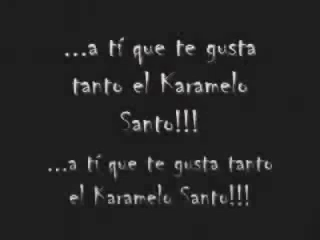 ...a tí que te gusta
tanto el Karamelo
Santo!!!
...a tí que te gusta tanto
el Karamelo Santo!!!